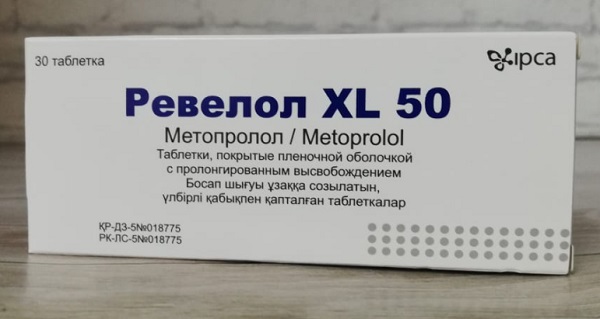 30 таблетка
ipca
Ревелол XL 50
Метопролол / Metoprolol
Таблетки, покрытые пленочной оболочкой
с пролонгированным высвобождением
Босап шығуы ұзаққа созылатын,
үлбірлі қабықпен қапталған таблеткалар
ҚР-ДЗ-5№018775
РК-ЛС-5№018775